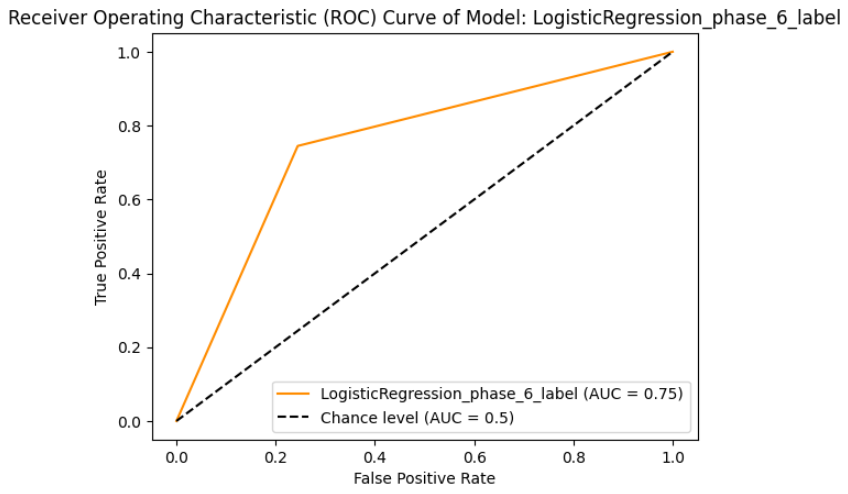 Receiver Operating Characteristic (ROC) Curve of Model: LogisticRegression_phase_6_label
True Positive Rate
1.0
0.8
0.6
0.4
0.2
0.0
LogisticRegression_phase_6_label (AUC = 0.75)
Chance level (AUC = 0.5)
0.0 0.2 0.4 0.6 0.8 1.0
False Positive Rate